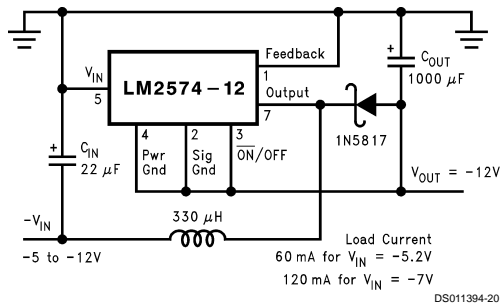 Feedback
1
+
C_OUT
1000 μF
V_IN
5
LM2574-12
Output
7
1N5817
4
Pwr
Gnd
2
Sig
Gnd
3
ON/OFF
+
C_IN
22 μF
V_OUT = -12V
330 μH
-V_IN
-5 to -12V
Load Current
60 mA for V_IN = -5.2V
120 mA for V_IN = -7V
DS011394-20